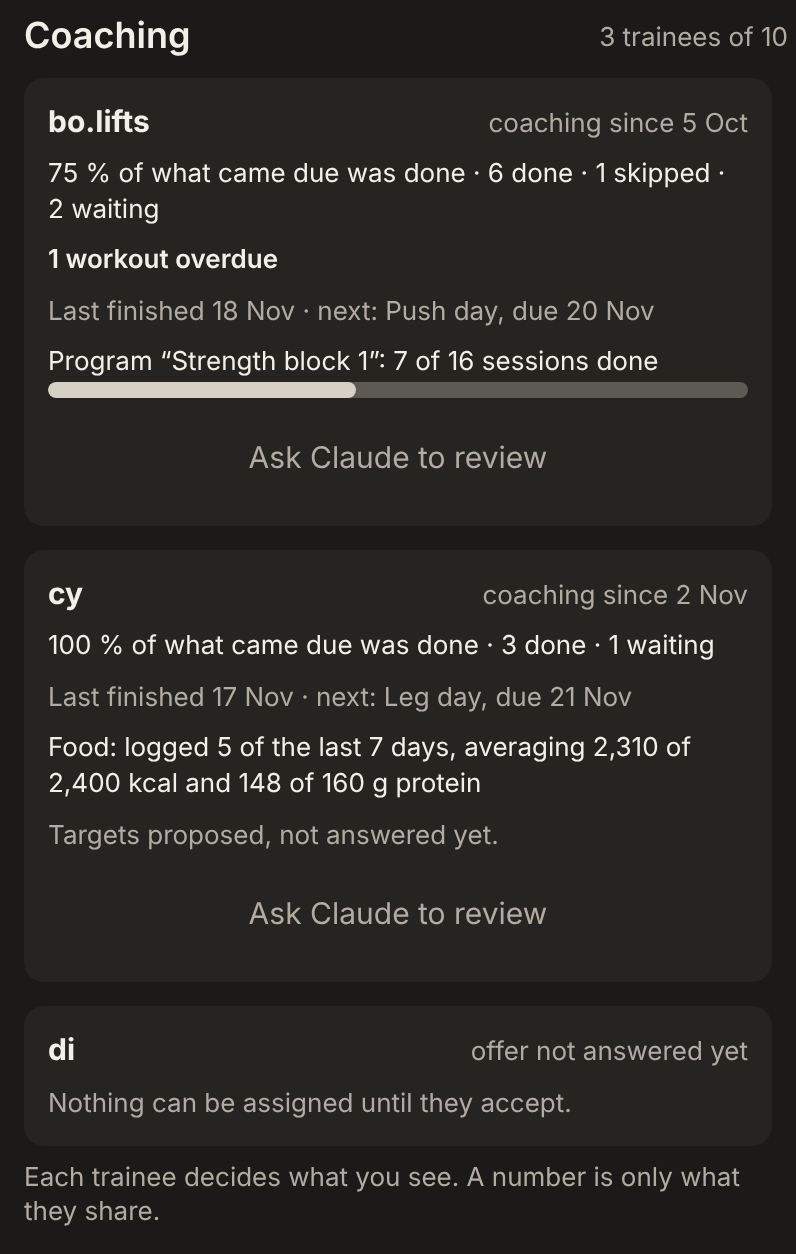 Coaching
3 trainees of 10
bo.lifts
coaching since 5 Oct
75 % of what came due was done · 6 done · 1 skipped ·
2 waiting
1 workout overdue
Last finished 18 Nov · next: Push day, due 20 Nov
Program “Strength block 1”: 7 of 16 sessions done
Ask Claude to review
cy
coaching since 2 Nov
100 % of what came due was done · 3 done · 1 waiting
Last finished 17 Nov · next: Leg day, due 21 Nov
Food: logged 5 of the last 7 days, averaging 2,310 of
2,400 kcal and 148 of 160 g protein
Targets proposed, not answered yet.
Ask Claude to review
di
offer not answered yet
Nothing can be assigned until they accept.
Each trainee decides what you see. A number is only what
they share.